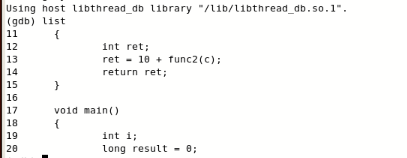 Using host libthread_db library "/lib/libthread_db.so.1".
(gdb) list
11      {
12              int ret;
13              ret = 10 + func2(c);
14              return ret;
15      }
16
17      void main()
18      {
19              int i;
20              long result = 0;